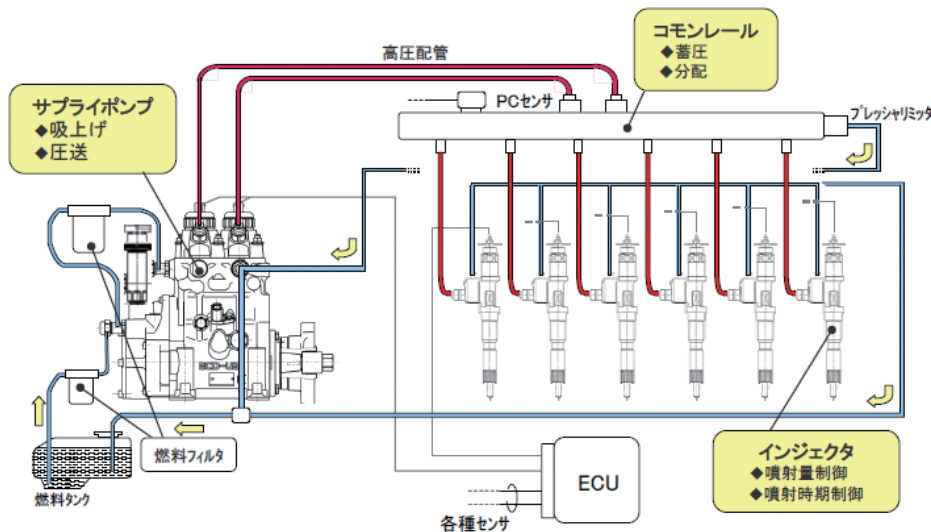 高圧配管
コモンレール
◆蓄圧
◆分配
サプライポンプ
◆吸上げ
◆圧送
PCセンサ
プレッシャリミッタ
燃料フィルタ
燃料タンク
ECU
各種センサ
インジェクタ
◆噴射量制御
◆噴射時期制御